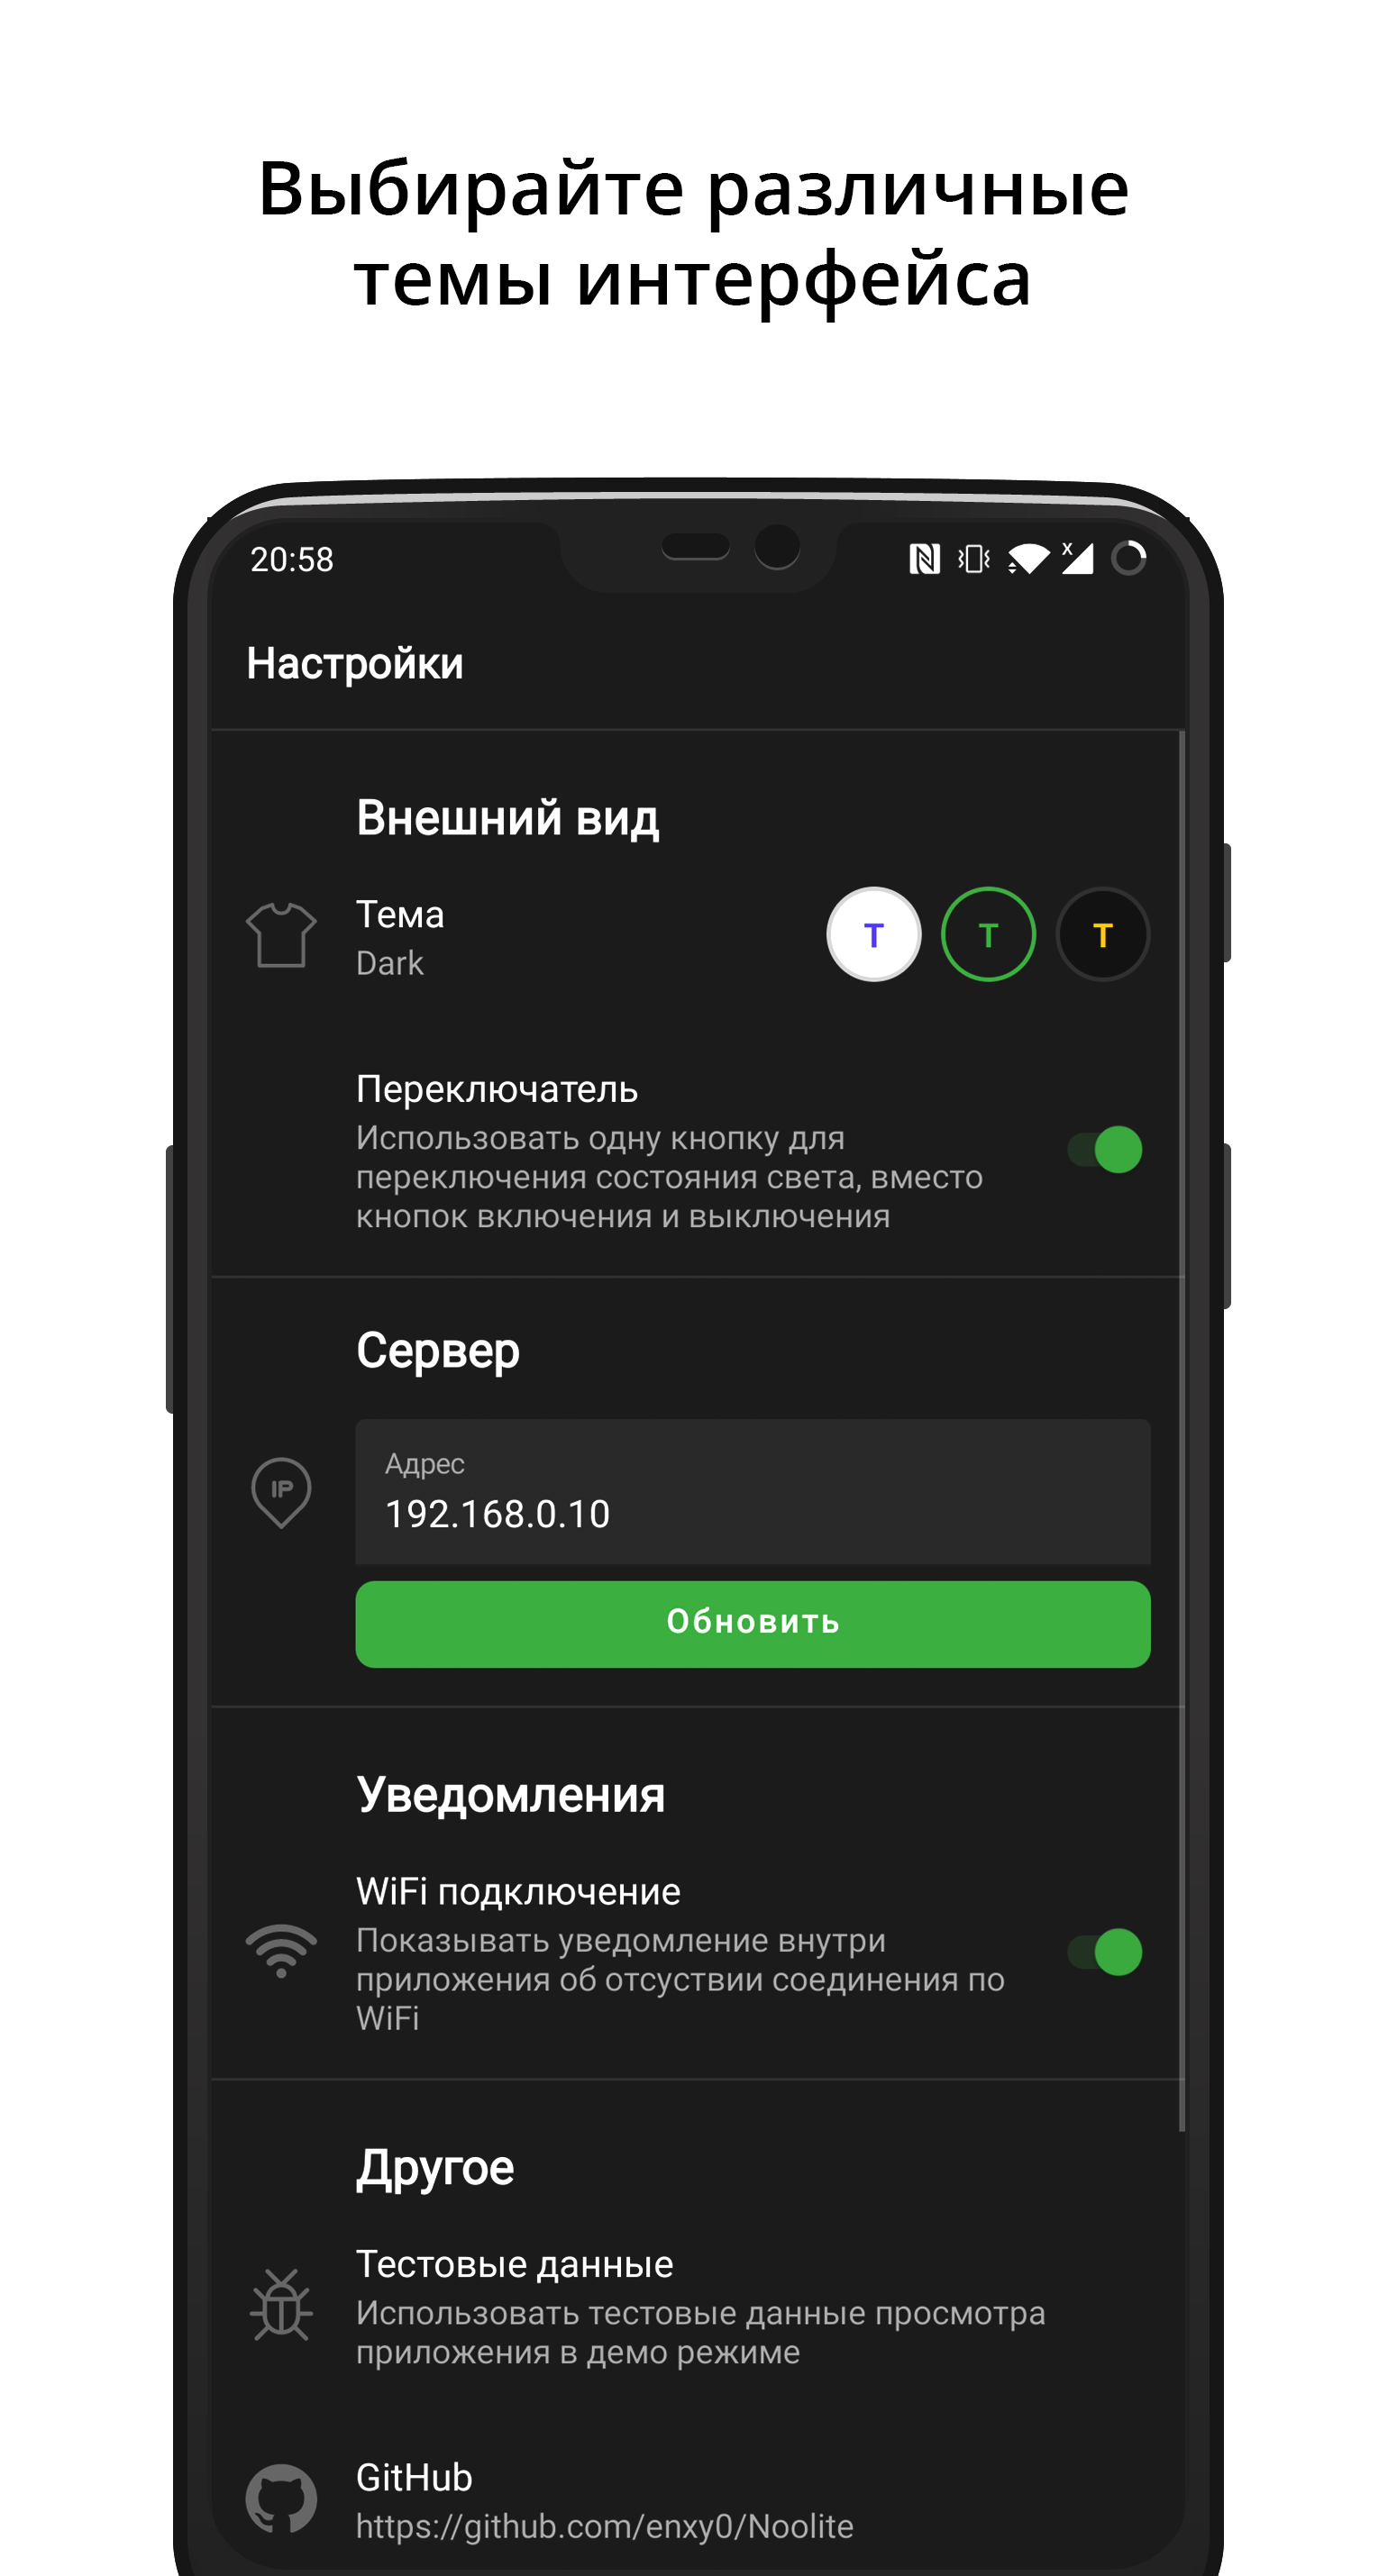 Выбирайте различные
темы интерфейса
20:58
X
Настройки
Внешний вид
Тема
Dark
T T T
Переключатель
Использовать одну кнопку для
переключения состояния света, вместо
кнопок включения и выключения
Сервер
IP
Адрес
192.168.0.10
Обновить
Уведомления
WiFi подключение
Показывать уведомление внутри
приложения об отсуствии соединения по
WiFi
Другое
Тестовые данные
Использовать тестовые данные просмотра
приложения в демо режиме
GitHub
https://github.com/enxy0/Noolite